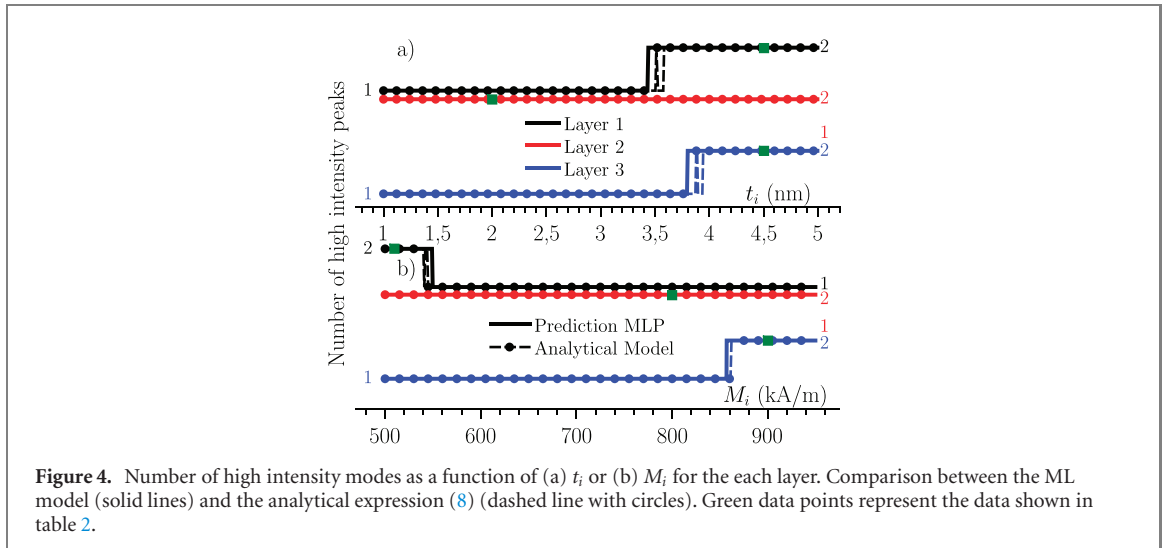 Number of high intensity peaks
a)
2
1
2
Layer 1
Layer 2
Layer 3
1
2
1
t_i (nm)
1 1,5 2 2,5 3 3,5 4 4,5 5
2
b)
1
2
Prediction MLP
Analytical Model
1
2
1
M_i (kA/m)
500 600 700 800 900
Figure 4. Number of high intensity modes as a function of (a) t_i or (b) M_i for the each layer. Comparison between the ML
model (solid lines) and the analytical expression (8) (dashed line with circles). Green data points represent the data shown in
table 2.